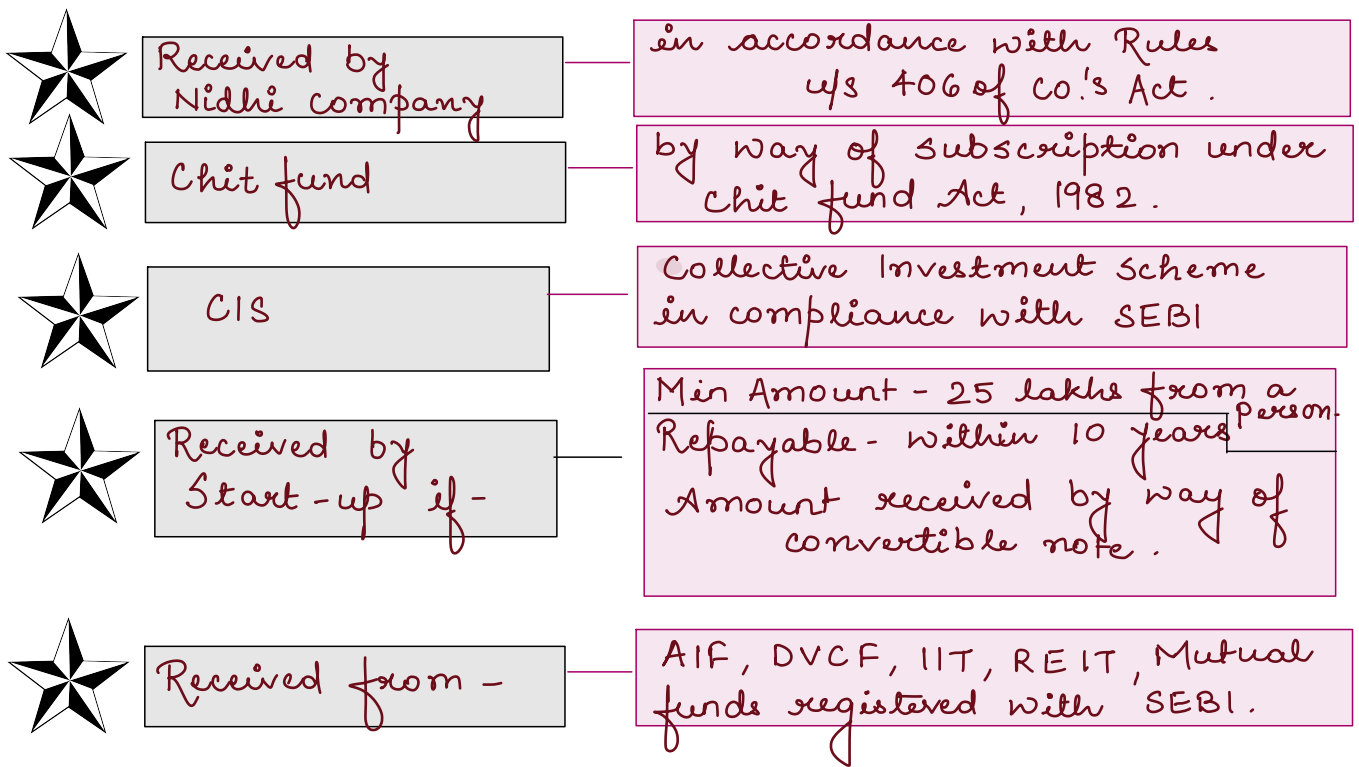 Received by
Nidhi company
in accordance with Rules
u/s 406 of co.'s Act.
Chit fund
by way of subscription under
Chit fund Act, 1982.
CIS
Collective Investment scheme
in compliance with SEBI
Received by
Start-up if-
Min Amount - 25 lakhs from a
person.
Repayable - within 10 years
Amount received by way of
convertible note.
Received from -
AIF, DVCF, IIT, REIT, Mutual
funds registered with SEBI.